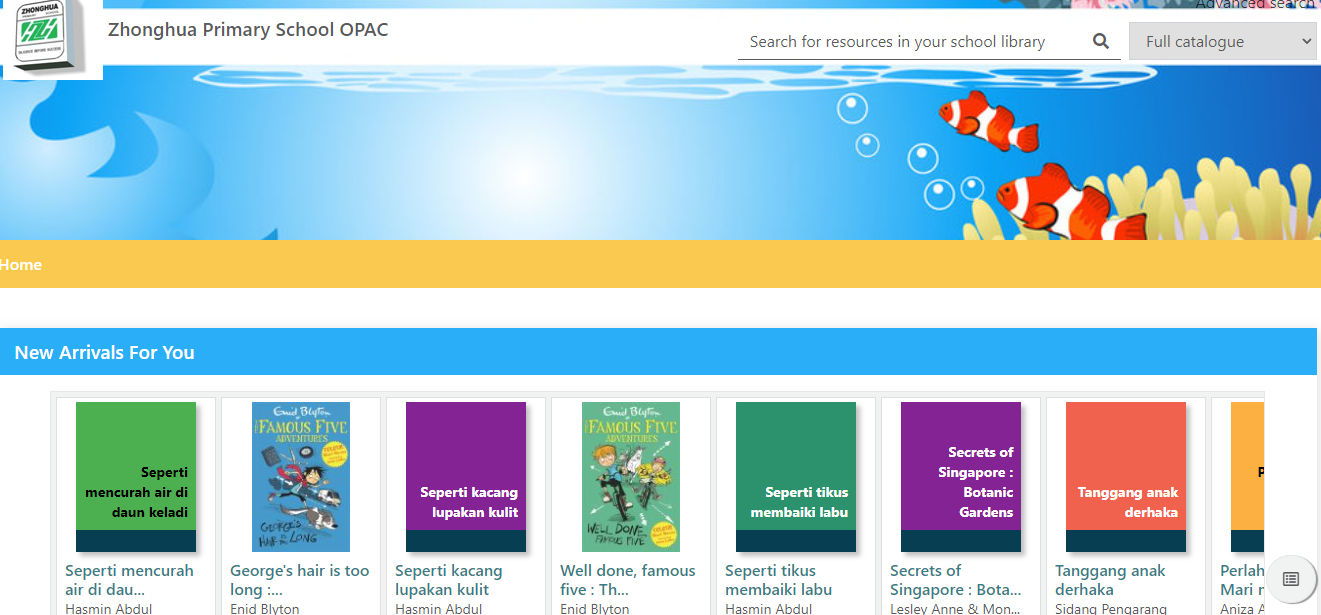 Advanced search
ZHONGHUA
Zhonghua Primary School OPAC
Search for resources in your school library
Full catalogue
Home
New Arrivals For You
Seperti
mencurah air di
daun keladi
Seperti mencurah
air di dau...
Hasmin Abdul
Enid Blyton
FAMOUS FIVE
ADVENTURES
GEORGE'S
HAIR IS TOO LONG
George's hair is too
long :...
Enid Blyton
Seperti kacang
lupakan kulit
Seperti kacang
lupakan kulit
Hasmin Abdul
Enid Blyton
FAMOUS FIVE
ADVENTURES
WELL DONE,
FAMOUS FIVE
Well done, famous
five : Th...
Enid Blyton
Seperti tikus
membaiki labu
Seperti tikus
membaiki labu
Hasmin Abdul
Secrets of
Singapore :
Botanic
Gardens
Secrets of
Singapore : Bota...
Lesley Anne & Mon...
Tanggang anak
derhaka
Tanggang anak
derhaka
Sidang Pengarang
P
Perlah
Mari r
Aniza A